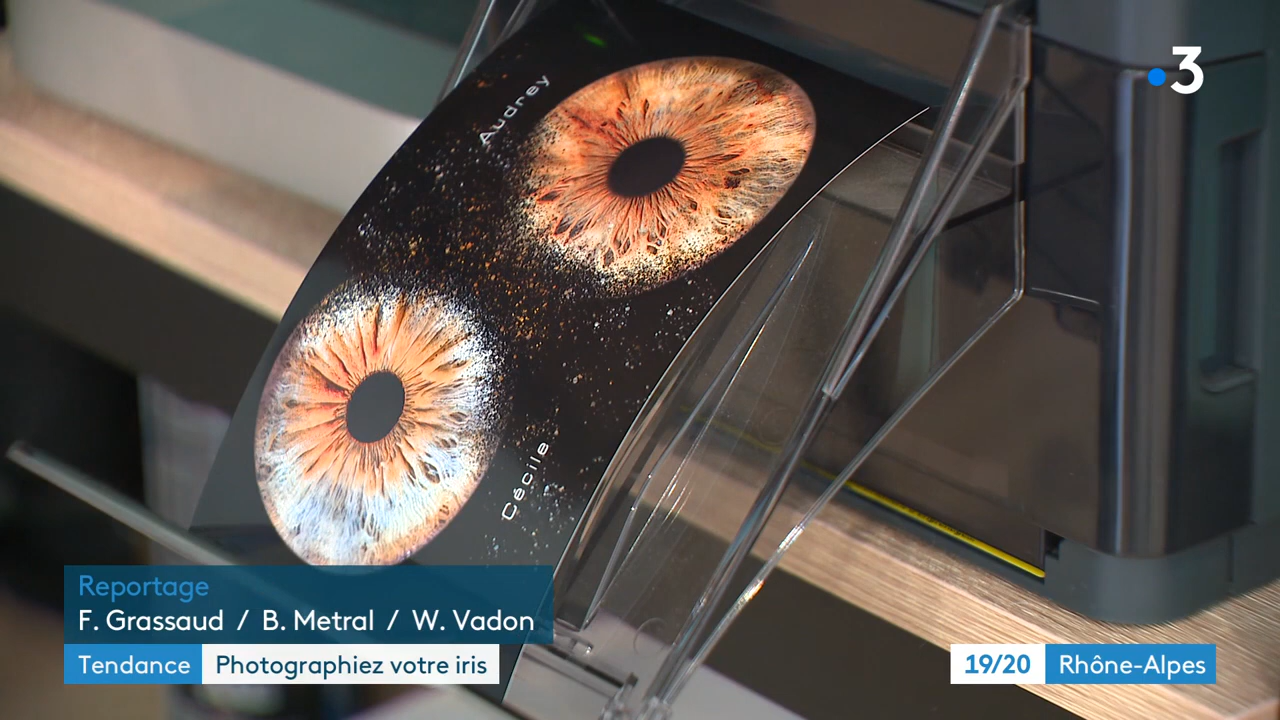 3
Audrey
Cécile
Reportage
F. Grassaud / B. Metral / W. Vadon
Tendance Photographiez votre iris
19/20 Rhône-Alpes